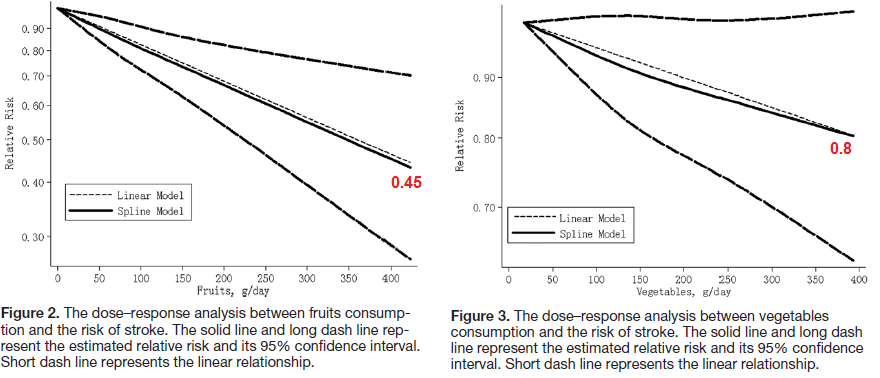 0.90
0.80
0.70
0.60
0.50
0.40
0.30
Relative Risk
Linear Model
Spline Model
0.45
0 50 100 150 200 250 300 350 400
Fruits, g/day
Figure 2. The dose–response analysis between fruits consump-
tion and the risk of stroke. The solid line and long dash line rep-
resent the estimated relative risk and its 95% confidence interval.
Short dash line represents the linear relationship.
0.90
0.80
0.70
Relative Risk
Linear Model
Spline Model
0.8
0 50 100 150 200 250 300 350 400
Vegetables, g/day
Figure 3. The dose–response analysis between vegetables
consumption and the risk of stroke. The solid line and long dash
line represent the estimated relative risk and its 95% confidence
interval. Short dash line represents the linear relationship.